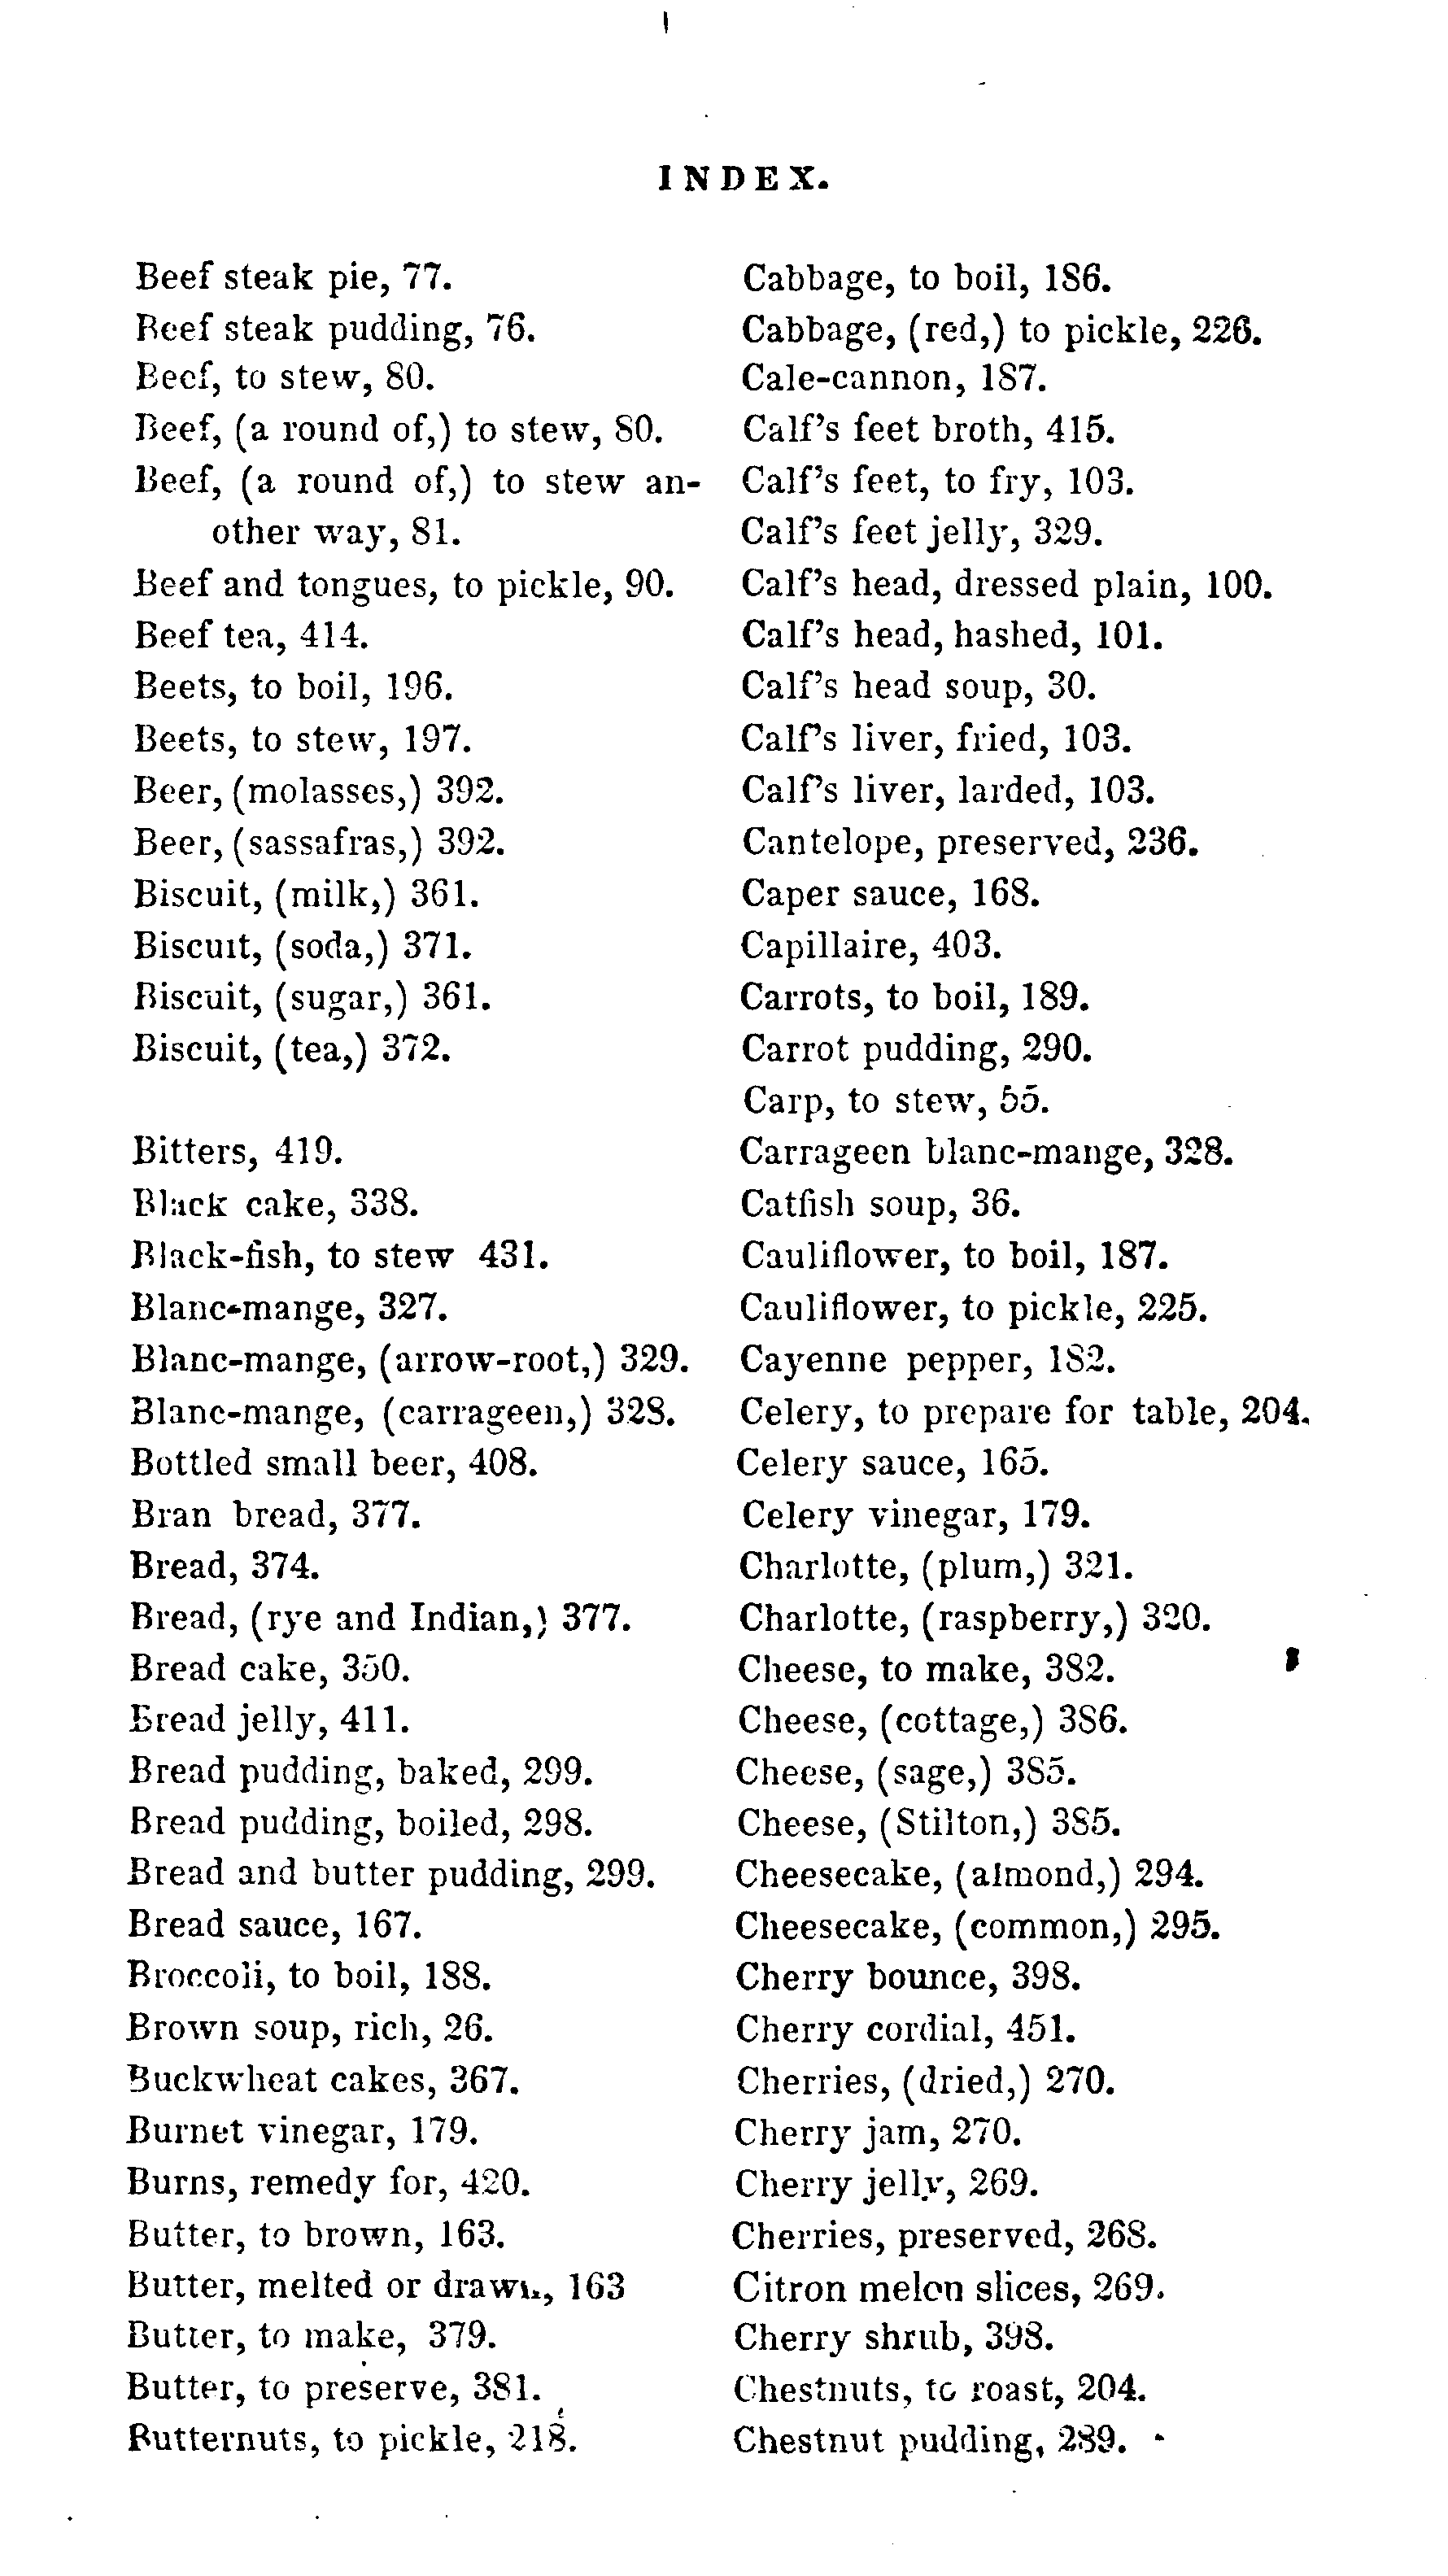 INDEX.
Beef steak pie, 77.
Beef steak pudding, 76.
Beef, to stew, 80.
Beef, (a round of,) to stew, 80.
Beef, (a round of,) to stew an-
other way, 81.
Beef and tongues, to pickle, 90.
Beef tea, 414.
Beets, to boil, 196.
Beets, to stew, 197.
Beer, (molasses,) 392.
Beer, (sassafras,) 392.
Biscuit, (milk,) 361.
Biscuit, (soda,) 371.
Biscuit, (sugar,) 361.
Biscuit, (tea,) 372.
Bitters, 419.
Black cake, 338.
Black-fish, to stew 431.
Blanc-mange, 327.
Blanc-mange, (arrow-root,) 329.
Blanc-mange, (carrageen,) 328.
Bottled small beer, 408.
Bran bread, 377.
Bread, 374.
Bread, (rye and Indian,) 377.
Bread cake, 350.
Bread jelly, 411.
Bread pudding, baked, 299.
Bread pudding, boiled, 298.
Bread and butter pudding, 299.
Bread sauce, 167.
Broccoli, to boil, 188.
Brown soup, rich, 26.
Buckwheat cakes, 367.
Burnet vinegar, 179.
Burns, remedy for, 420.
Butter, to brown, 163.
Butter, melted or drawn, 163
Butter, to make, 379.
Butter, to preserve, 381.
Butternuts, to pickle, 218.
Cabbage, to boil, 186.
Cabbage, (red,) to pickle, 226.
Cale-cannon, 187.
Calf's feet broth, 415.
Calf's feet, to fry, 103.
Calf's feet jelly, 329.
Calf's head, dressed plain, 100.
Calf's head, hashed, 101.
Calf's head soup, 30.
Calf's liver, fried, 103.
Calf's liver, larded, 103.
Cantelope, preserved, 236.
Caper sauce, 168.
Capillaire, 403.
Carrots, to boil, 189.
Carrot pudding, 290.
Carp, to stew, 55.
Carrageen blanc-mange, 328.
Catfish soup, 36.
Cauliflower, to boil, 187.
Cauliflower, to pickle, 225.
Cayenne pepper, 182.
Celery, to prepare for table, 204.
Celery sauce, 165.
Celery vinegar, 179.
Charlotte, (plum,) 321.
Charlotte, (raspberry,) 320.
Cheese, to make, 382.
Cheese, (cottage,) 386.
Cheese, (sage,) 385.
Cheese, (Stilton,) 385.
Cheesecake, (almond,) 294.
Cheesecake, (common,) 295.
Cherry bounce, 398.
Cherry cordial, 451.
Cherries, (dried,) 270.
Cherry jam, 270.
Cherry jelly, 269.
Cherries, preserved, 268.
Citron melon slices, 269.
Cherry shrub, 398.
Chestnuts, to roast, 204.
Chestnut pudding, 289.